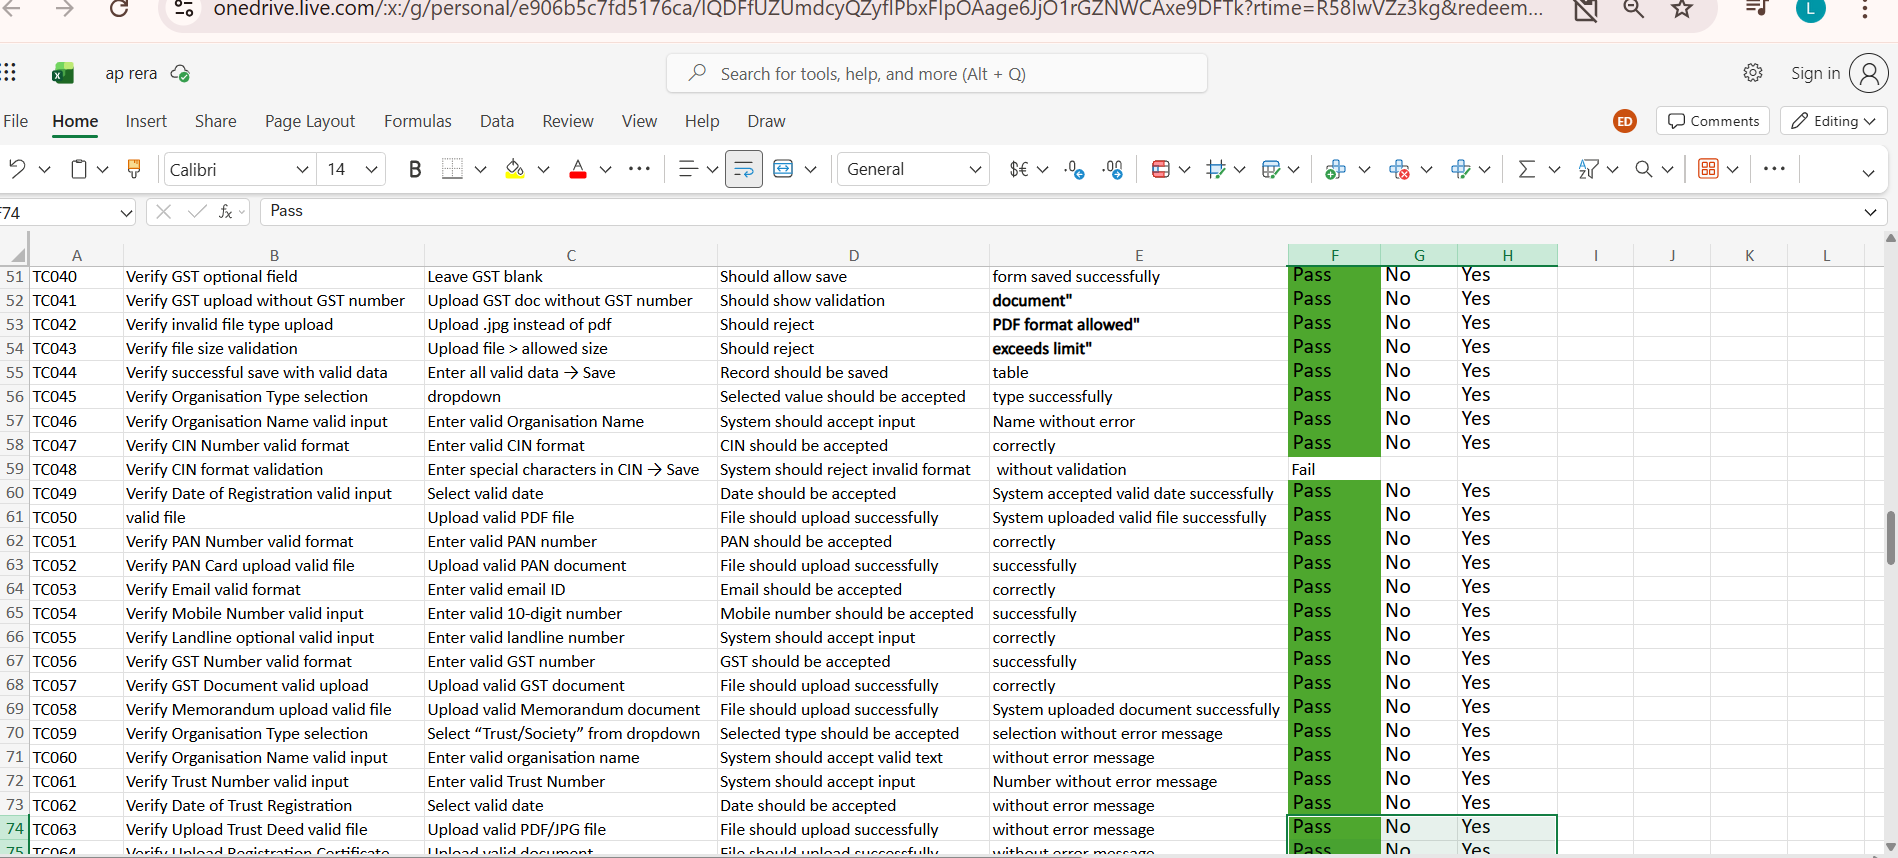 onedrive.live.com/:x:/g/personal/e906b5c7fd5176ca/IQDFfUZUmdcyQZyfIPbxFIpOAage6JjO1rGZNWCAxe9DFTk?rtime=R58IwVZz3kg&redeem...
L
ap rera
Search for tools, help, and more (Alt + Q)
Sign in
File Home Insert Share Page Layout Formulas Data Review View Help Draw
ED Comments Editing
Calibri 14 B A General $€ .0 .00
F74 fx Pass
A B C D E F G H I J K L
51 TC040 Verify GST optional field Leave GST blank Should allow save form saved successfully Pass No Yes
52 TC041 Verify GST upload without GST number Upload GST doc without GST number Should show validation document" Pass No Yes
53 TC042 Verify invalid file type upload Upload .jpg instead of pdf Should reject PDF format allowed" Pass No Yes
54 TC043 Verify file size validation Upload file > allowed size Should reject exceeds limit" Pass No Yes
55 TC044 Verify successful save with valid data Enter all valid data → Save Record should be saved table Pass No Yes
56 TC045 Verify Organisation Type selection dropdown Selected value should be accepted type successfully Pass No Yes
57 TC046 Verify Organisation Name valid input Enter valid Organisation Name System should accept input Name without error Pass No Yes
58 TC047 Verify CIN Number valid format Enter valid CIN format CIN should be accepted correctly Pass No Yes
59 TC048 Verify CIN format validation Enter special characters in CIN → Save System should reject invalid format without validation Fail
60 TC049 Verify Date of Registration valid input Select valid date Date should be accepted System accepted valid date successfully Pass No Yes
61 TC050 valid file Upload valid PDF file File should upload successfully System uploaded valid file successfully Pass No Yes
62 TC051 Verify PAN Number valid format Enter valid PAN number PAN should be accepted correctly Pass No Yes
63 TC052 Verify PAN Card upload valid file Upload valid PAN document File should upload successfully successfully Pass No Yes
64 TC053 Verify Email valid format Enter valid email ID Email should be accepted correctly Pass No Yes
65 TC054 Verify Mobile Number valid input Enter valid 10-digit number Mobile number should be accepted successfully Pass No Yes
66 TC055 Verify Landline optional valid input Enter valid landline number System should accept input correctly Pass No Yes
67 TC056 Verify GST Number valid format Enter valid GST number GST should be accepted successfully Pass No Yes
68 TC057 Verify GST Document valid upload Upload valid GST document File should upload successfully correctly Pass No Yes
69 TC058 Verify Memorandum upload valid file Upload valid Memorandum document File should upload successfully System uploaded document successfully Pass No Yes
70 TC059 Verify Organisation Type selection Select “Trust/Society” from dropdown Selected type should be accepted selection without error message Pass No Yes
71 TC060 Verify Organisation Name valid input Enter valid organisation name System should accept valid text without error message Pass No Yes
72 TC061 Verify Trust Number valid input Enter valid Trust Number System should accept input Number without error message Pass No Yes
73 TC062 Verify Date of Trust Registration Select valid date Date should be accepted without error message Pass No Yes
74 TC063 Verify Upload Trust Deed valid file Upload valid PDF/JPG file File should upload successfully without error message Pass No Yes
75 TC064 Verify Upload Registration Certificate Upload valid document File should upload successfully without error message Pass No Yes